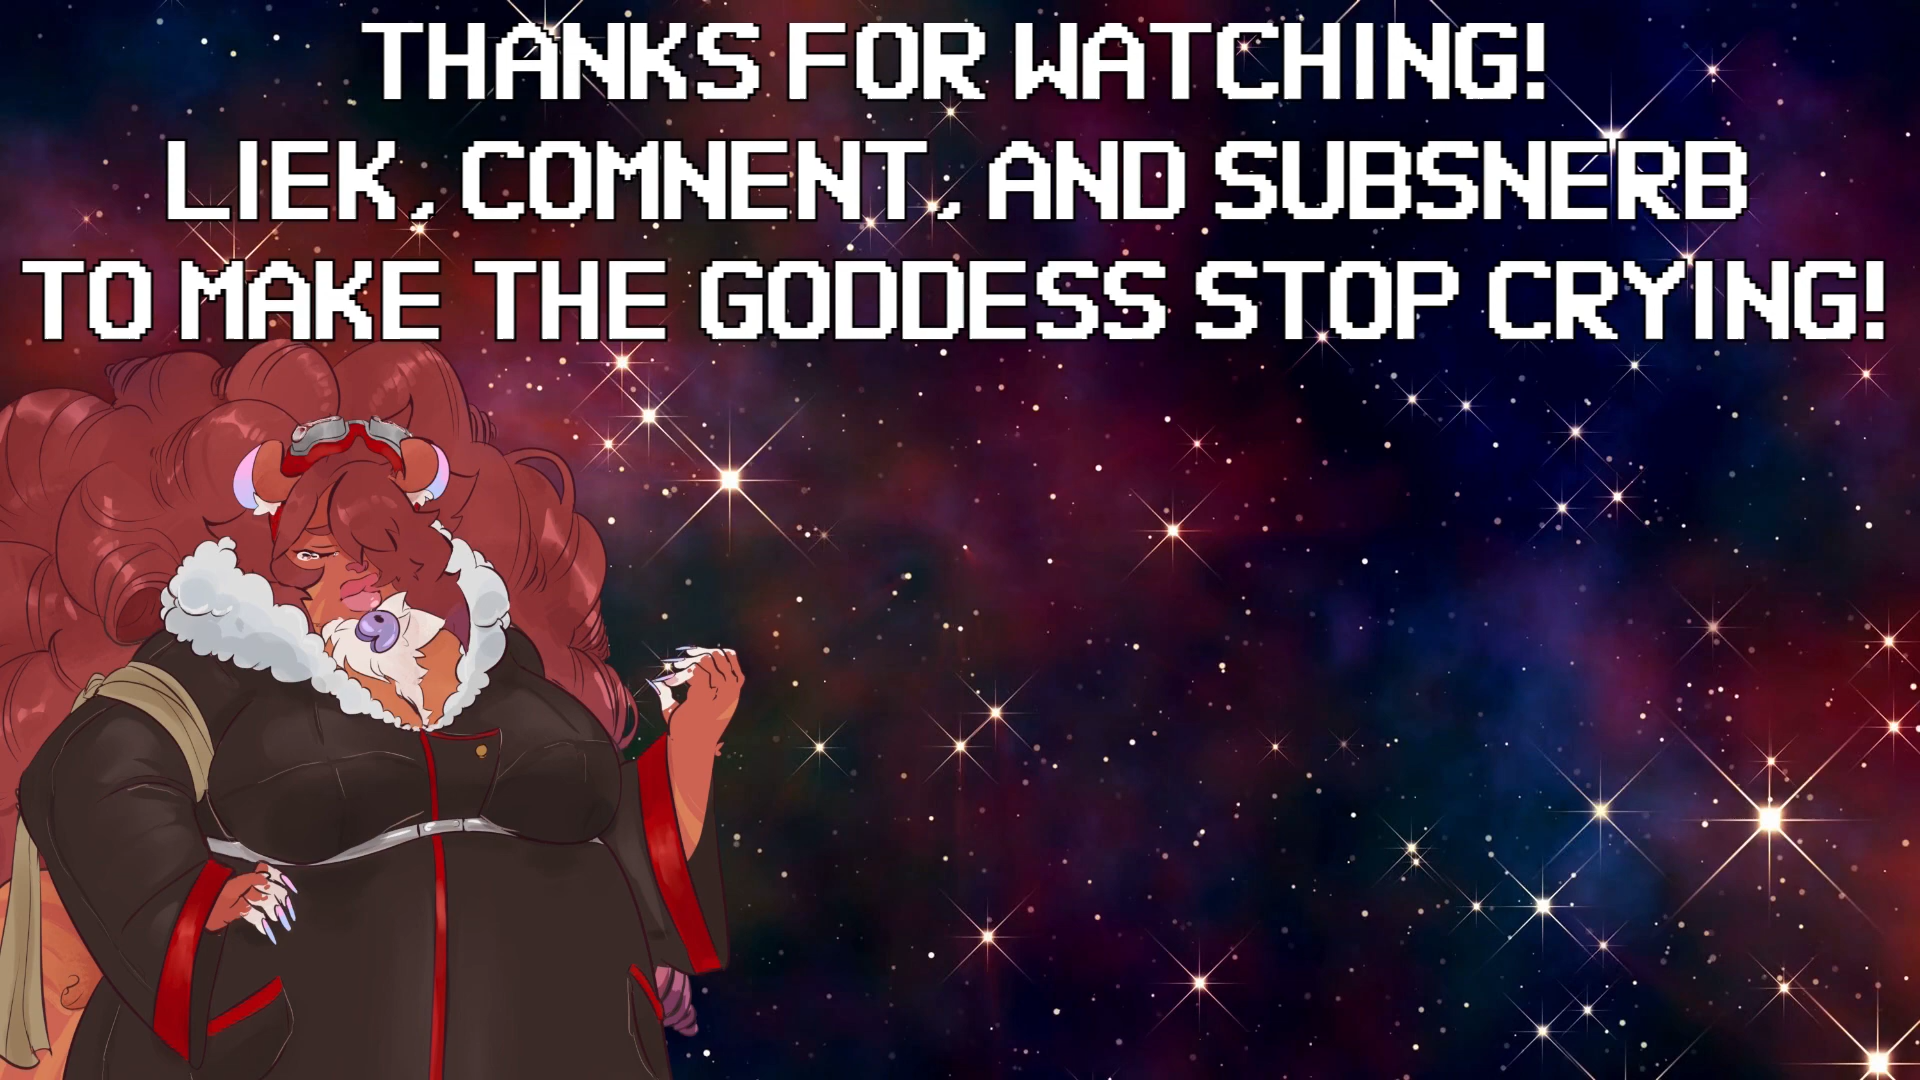 THANKS FOR WATCHING!
LIEK, COMNENT, AND SUBSNERB
TO MAKE THE GODDESS STOP CRYING!